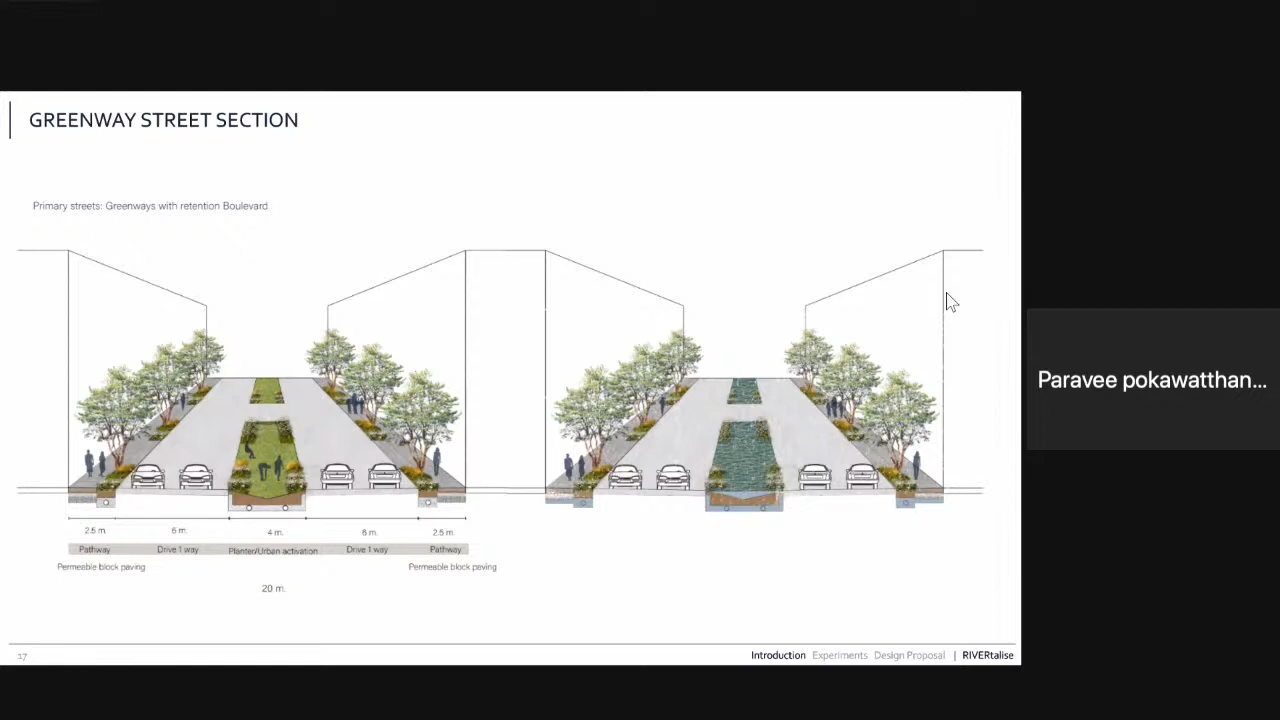 GREENWAY STREET SECTION
Primary streets: Greenways with retention Boulevard
2.5 m. 6 m. 4 m. 6 m. 2.5 m.
Pathway Drive 1 way Planter/Urban activation Drive 1 way Pathway
Permeable block paving Permeable block paving
20 m.
17 Introduction Experiments Design Proposal | RIVERtalise
Paravee pokawatthan...